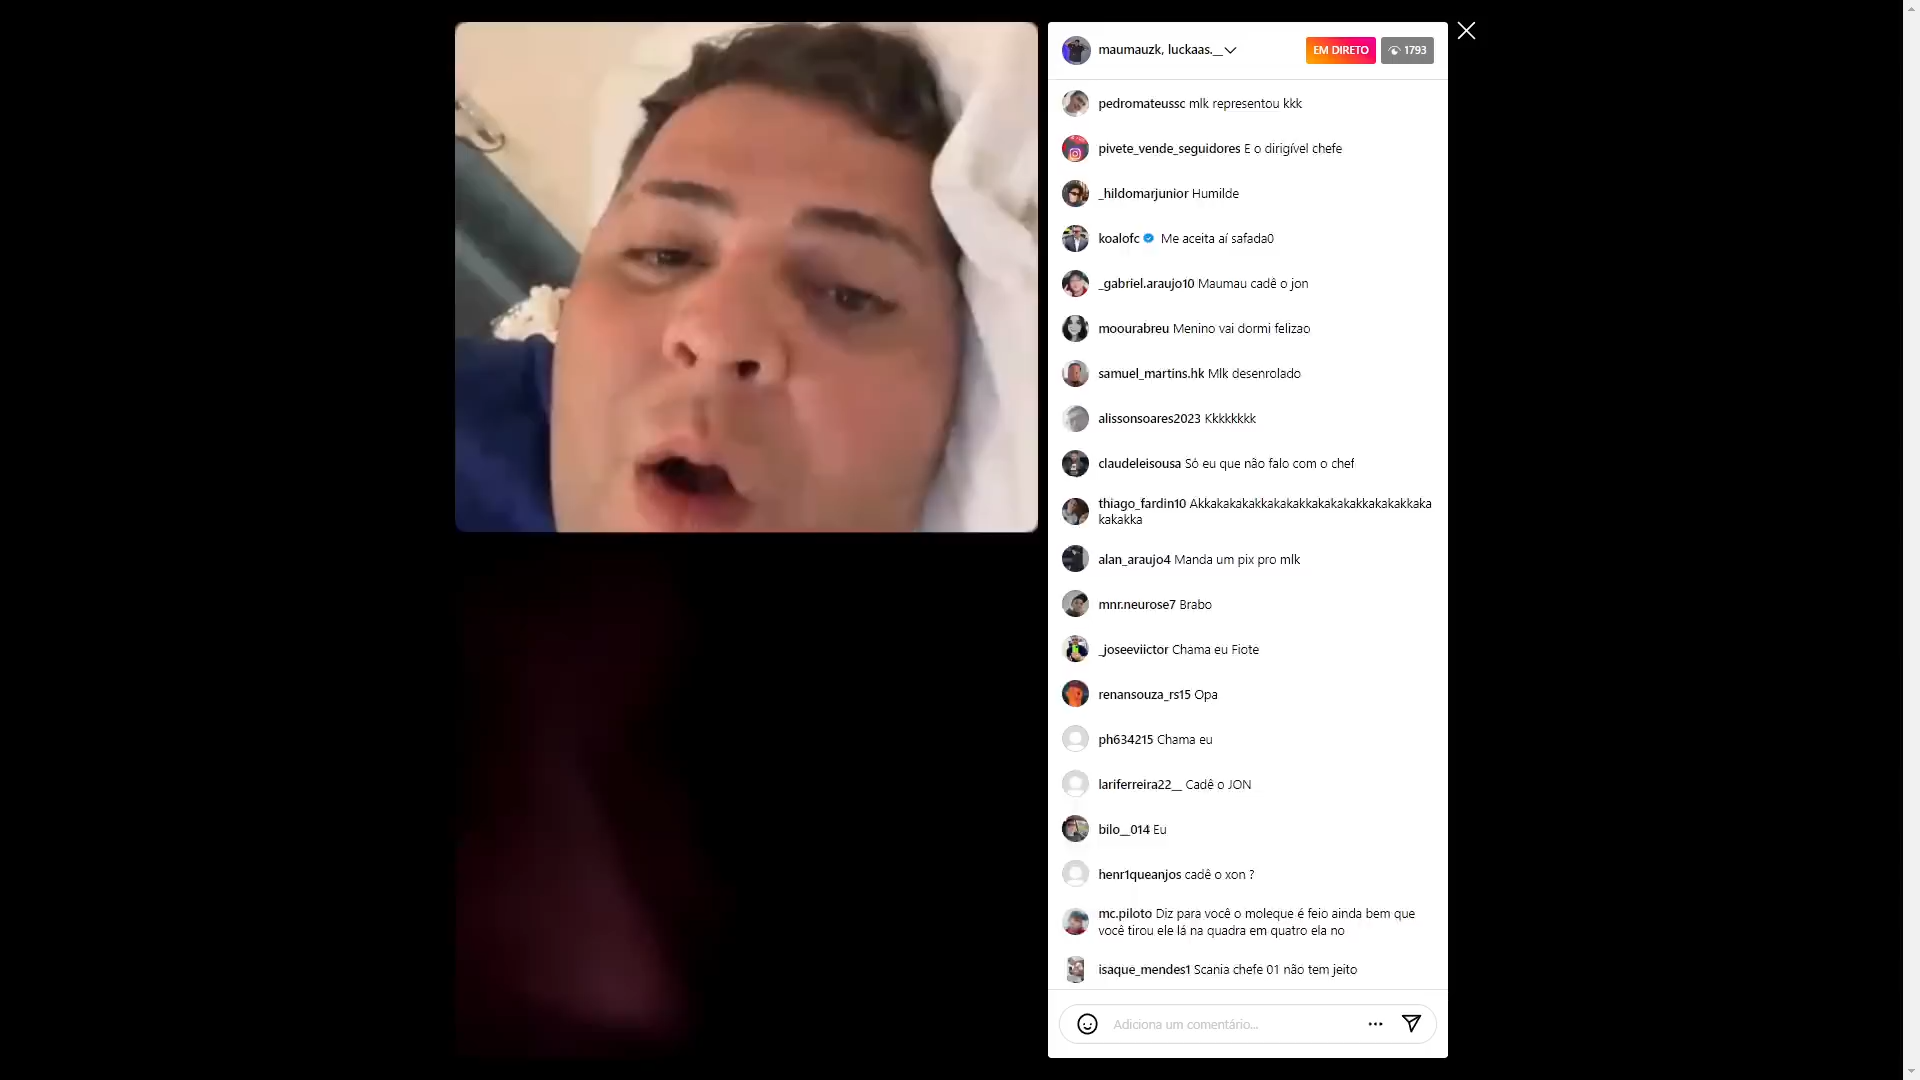 maumauzk, luckaas.__
EM DIRETO
1793
pedromateussc mlk representou kkk
pivete_vende_seguidores E o dirigível chefe
_hildomarjunior Humilde
koalofc Me aceita aí safada0
_gabriel.araujo10 Maumau cadê o jon
moourabreu Menino vai dormi felizao
samuel_martins.hk Mlk desenrolado
alissonsoares2023 Kkkkkkkk
claudeleisousa Só eu que não falo com o chef
thiago_fardin10 Akkakakakakkakakakkakakakakkakakakkaka
kakakka
alan_araujo4 Manda um pix pro mlk
mnr.neurose7 Brabo
_joseeviictor Chama eu Fiote
renansouza_rs15 Opa
ph634215 Chama eu
lariferreira22__ Cadê o JON
bilo__014 Eu
henr1queanjos cadê o xon ?
mc.piloto Diz para você o moleque é feio ainda bem que
você tirou ele lá na quadra em quatro ela no
isaque_mendes1 Scania chefe 01 não tem jeito
Adiciona um comentário...